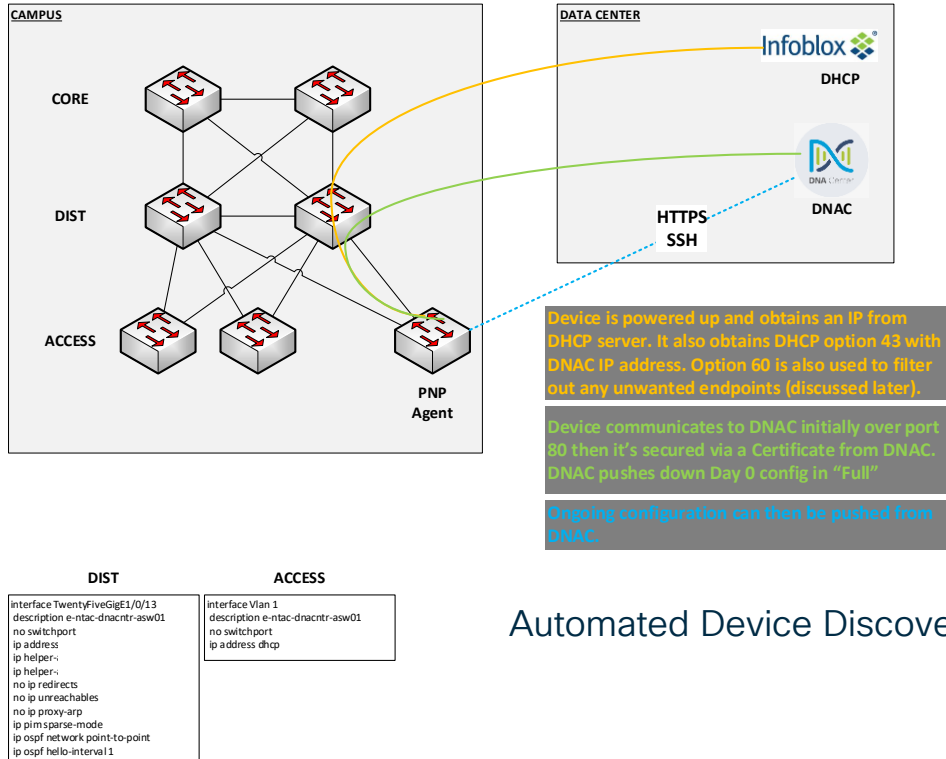 CAMPUS
CORE
DIST
ACCESS
PNP
Agent
DATA CENTER
Infoblox
DHCP
DNA Center
DNAC
HTTPS
SSH
Device is powered up and obtains an IP from
DHCP server. It also obtains DHCP option 43 with
DNAC IP address. Option 60 is also used to filter
out any unwanted endpoints (discussed later).
Device communicates to DNAC initially over port
80 then it's secured via a Certificate from DNAC.
DNAC pushes down Day 0 config in “Full”
Ongoing configuration can then be pushed from
DNAC.
DIST
interface TwentyFiveGigE1/0/13
description e-ntac-dnacntr-asw01
no switchport
ip address
ip helper-
ip helper-
no ip redirects
no ip unreachables
no ip proxy-arp
ip pim sparse-mode
ip ospf network point-to-point
ip ospf hello-interval 1
ACCESS
interface Vlan 1
description e-ntac-dnacntr-asw01
no switchport
ip address dhcp
Automated Device Discove